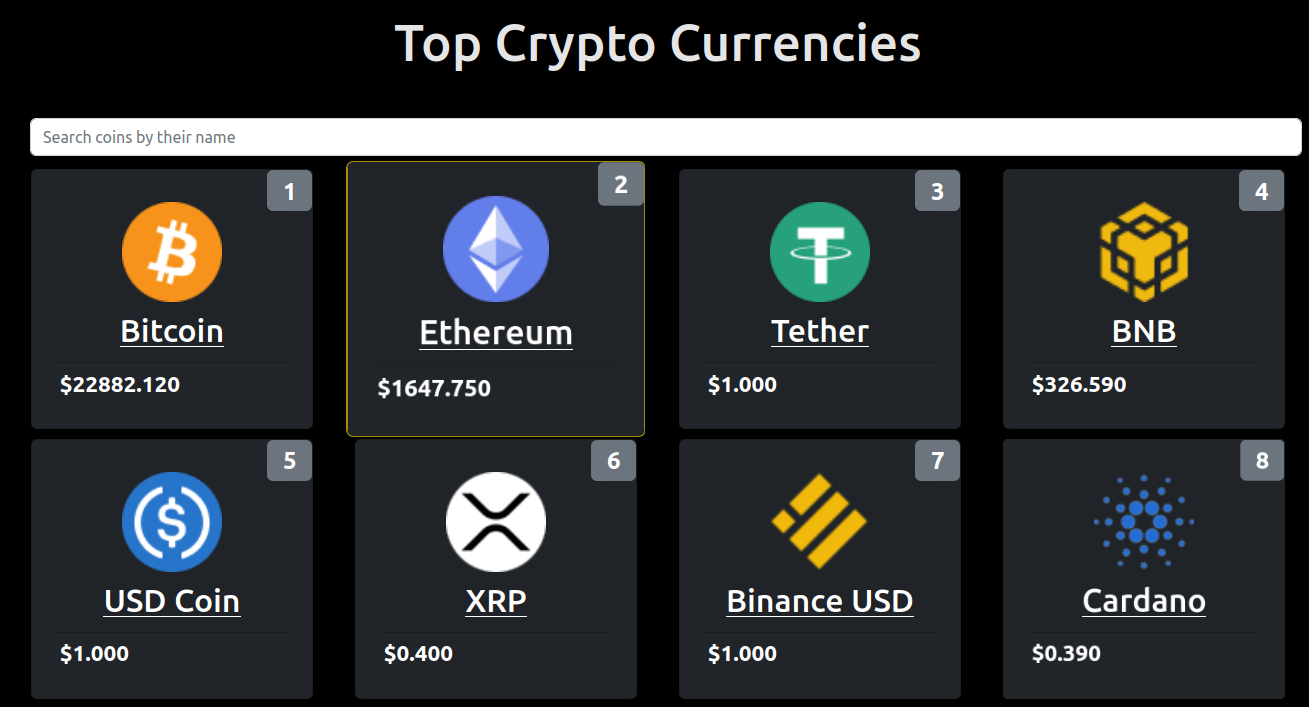 Top Crypto Currencies
Search coins by their name
1
Bitcoin
$22882.120
2
Ethereum
$1647.750
3
Tether
$1.000
4
BNB
$326.590
5
USD Coin
$1.000
6
XRP
$0.400
7
Binance USD
$1.000
8
Cardano
$0.390